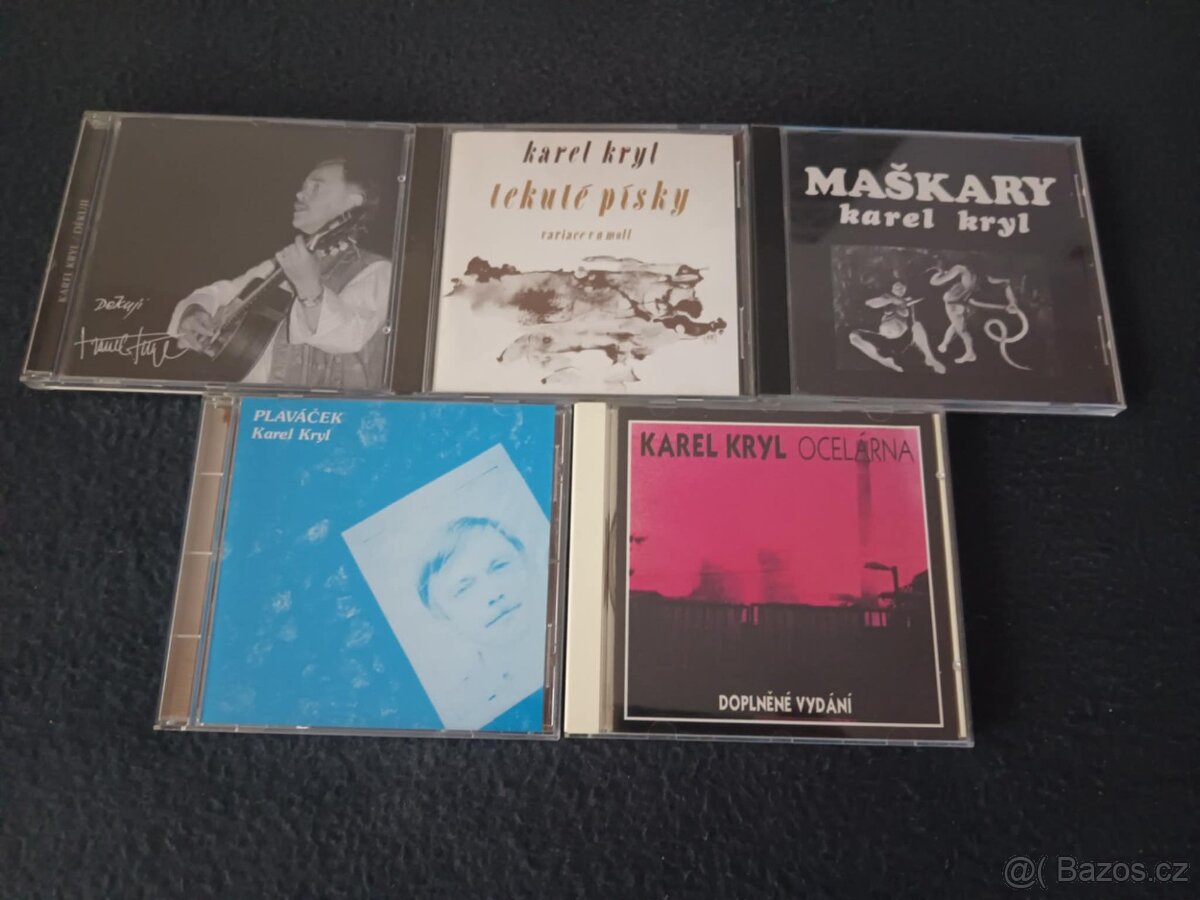 KAREL KRYL DĚKUJI
Děkuji
karel kryl
tekuté písky
variace v a moll
MAŠKARY
karel kryl
PLAVÁČEK
Karel Kryl
KAREL KRYL OCELÁRNA
DOPLNĚNÉ VYDÁNÍ
@( Bazos.cz